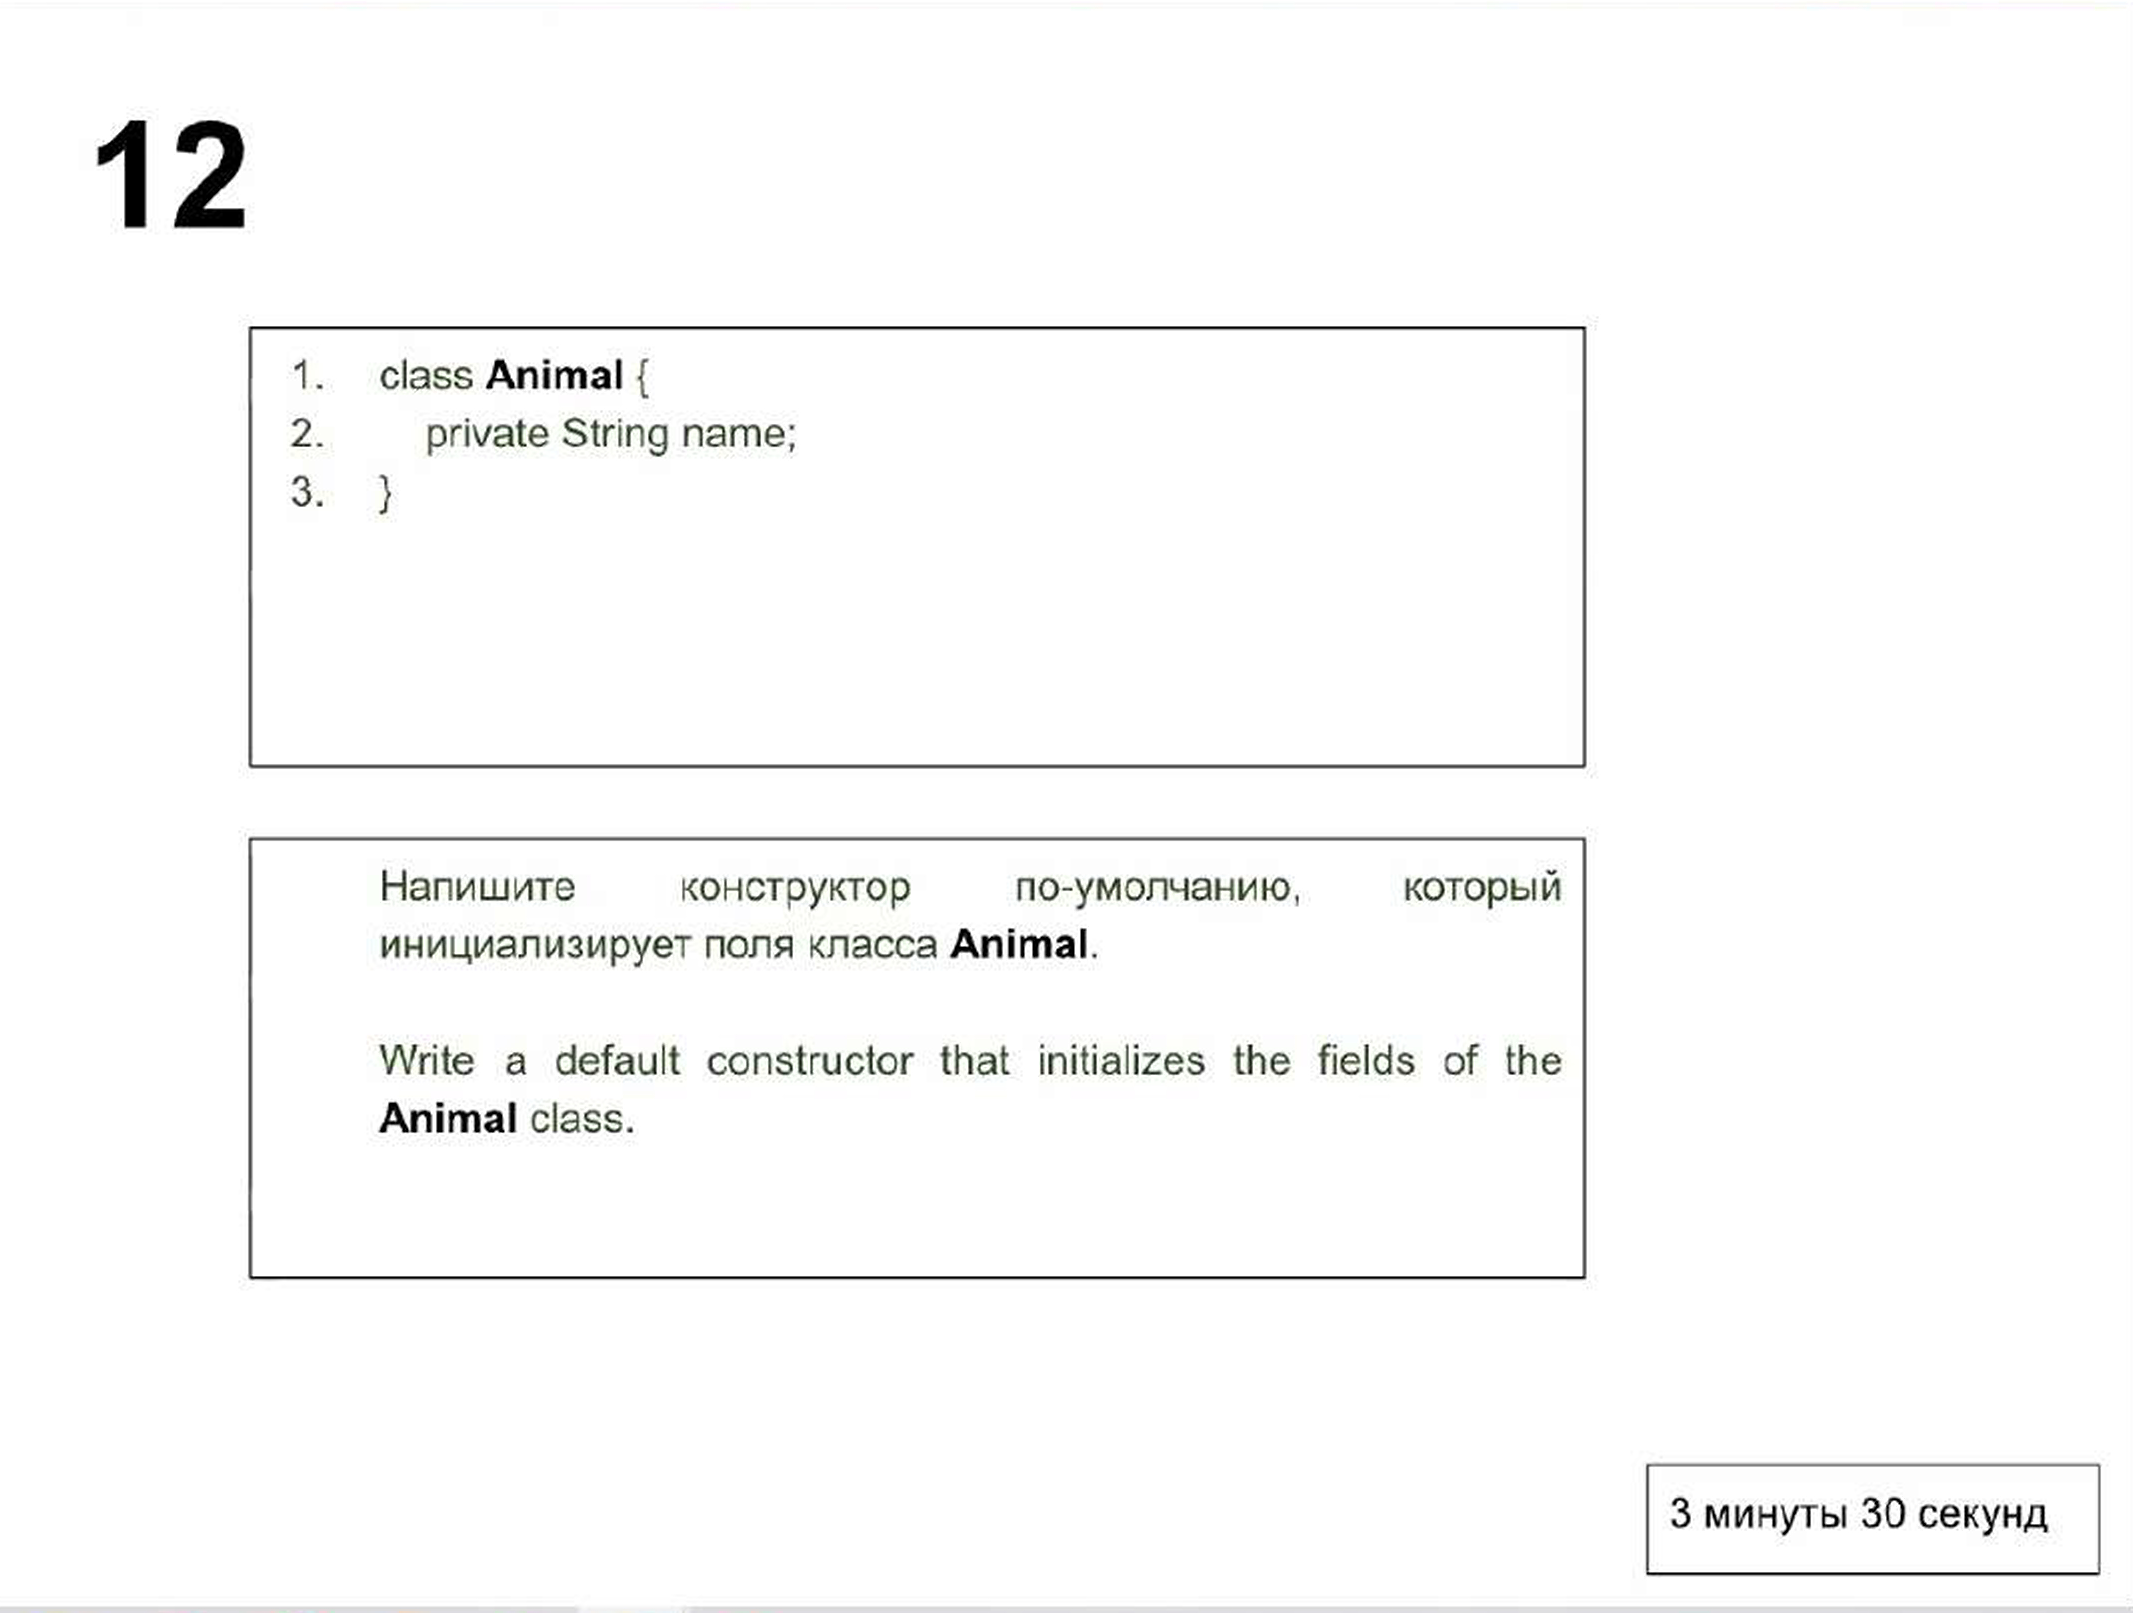 12
1. class Animal {
2. private String name;
3. }
Напишите конструктор по-умолчанию, который
инициализирует поля класса Animal.
Write a default constructor that initializes the fields of the
Animal class.
3 минуты 30 секунд